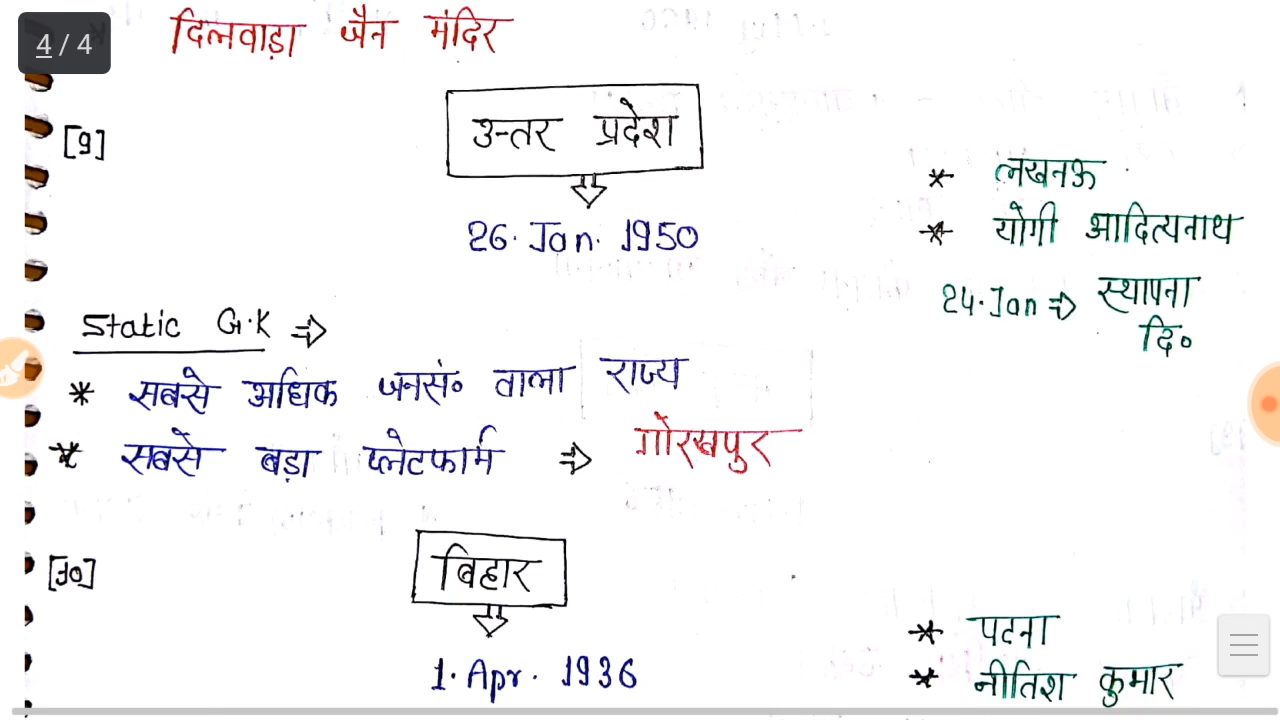 4 / 4
दिलवाड़ा जैन मंदिर
[9]
उत्तर प्रदेश
26. Jan. 1950
* लखनऊ
* योगी आदित्यनाथ
24. Jan ⇒ स्थापना
दि०
Static G.K ⇒
* सबसे अधिक जनसं० वाला राज्य
* सबसे बड़ा प्लेटफार्म ⇒ गोरखपुर
[10]
बिहार
1. Apr. 1936
* पटना
* नीतिश कुमार